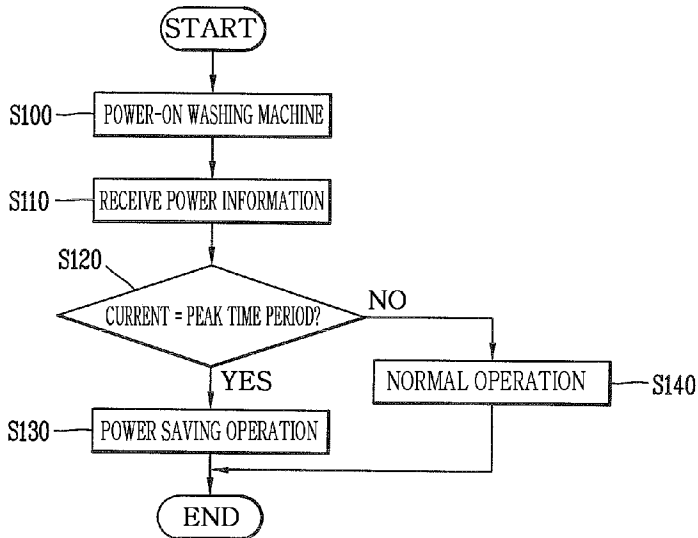 START
S100
POWER-ON WASHING MACHINE
S110
RECEIVE POWER INFORMATION
S120
CURRENT = PEAK TIME PERIOD?
NO
YES
NORMAL OPERATION
S140
S130
POWER SAVING OPERATION
END